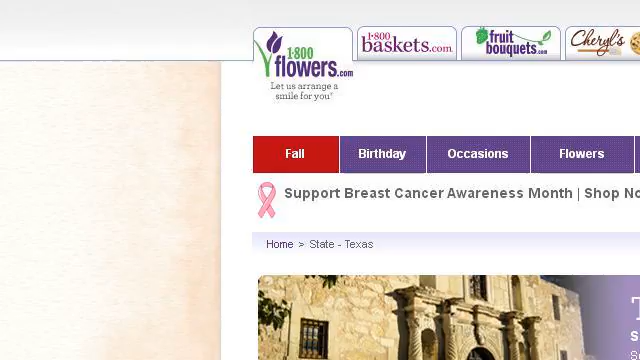 1·800 flowers.com
Let us arrange a
smile for you
1·800 baskets.com
fruit bouquets.com
Cheryl's
Fall Birthday Occasions Flowers
Support Breast Cancer Awareness Month | Shop No
Home > State - Texas
T
S